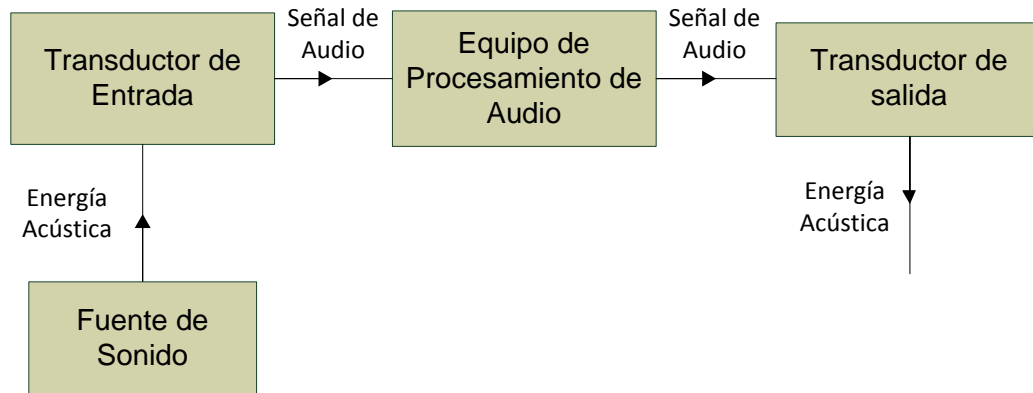 Transductor de
Entrada
Señal de
Audio
Equipo de
Procesamiento de
Audio
Señal de
Audio
Transductor de
salida
Energía
Acústica
Energía
Acústica
Fuente de
Sonido